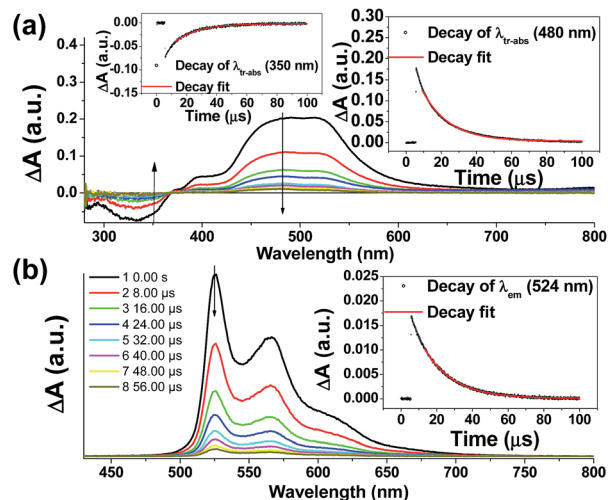 (a)
ΔA (a.u.)
0.4
0.3
0.2
0.1
0.0
300
400
500
600
700
800
Wavelength (nm)
ΔA (a.u.)
0.00
-0.05
-0.10
-0.15
Decay of λtr-abs (350 nm)
Decay fit
0
20
40
60
80
100
Time (μs)
ΔA (a.u.)
0.30
0.25
0.20
0.15
0.10
0.05
0.00
Decay of λtr-abs (480 nm)
Decay fit
0
20
40
60
80
100
Time (μs)
(b)
ΔA (a.u.)
1 0.00 s
2 8.00 μs
3 16.00 μs
4 24.00 μs
5 32.00 μs
6 40.00 μs
7 48.00 μs
8 56.00 μs
450
500
550
600
650
700
750
800
Wavelength (nm)
ΔA (a.u.)
0.025
0.020
0.015
0.010
0.005
0.000
Decay of λem (524 nm)
Decay fit
0
20
40
60
80
100
Time (μs)